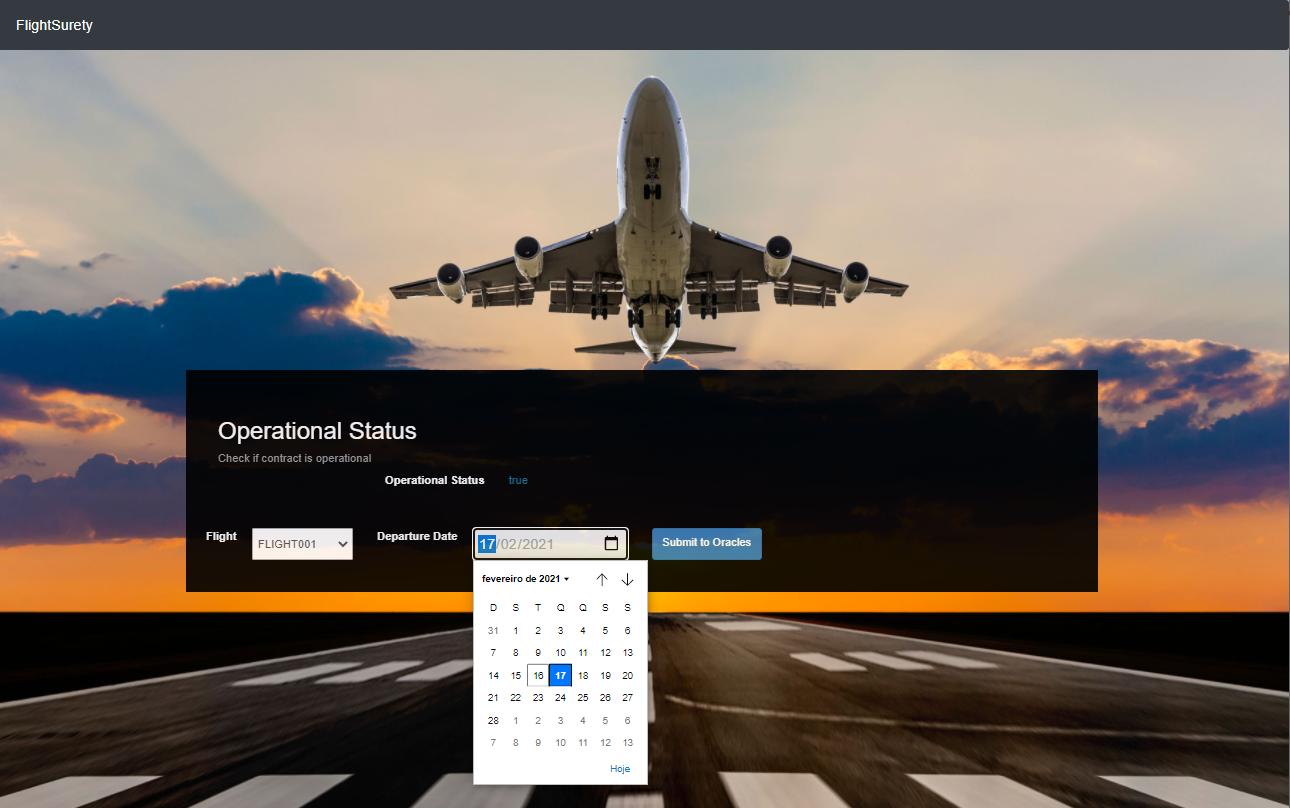 FlightSurety
Operational Status
Check if contract is operational
Operational Status true
Flight FLIGHT001 Departure Date 17/02/2021 Submit to Oracles
fevereiro de 2021
D S T Q Q S S
31 1 2 3 4 5 6
7 8 9 10 11 12 13
14 15 16 17 18 19 20
21 22 23 24 25 26 27
28 1 2 3 4 5 6
7 8 9 10 11 12 13
Hoje